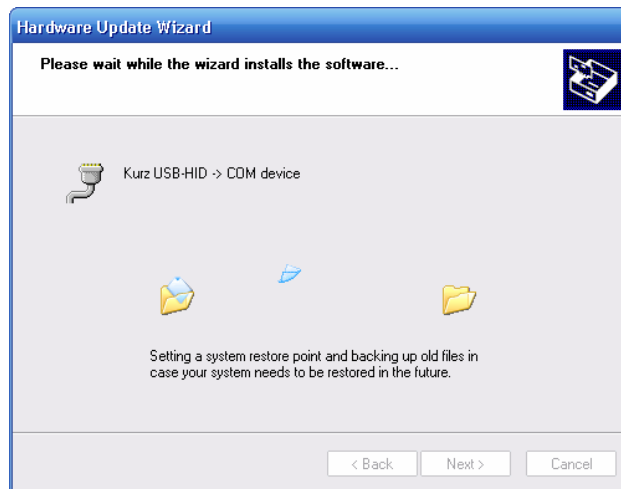 Hardware Update Wizard
Please wait while the wizard installs the software...
Kurz USB-HID -> COM device
Setting a system restore point and backing up old files in
case your system needs to be restored in the future.
< Back Next > Cancel